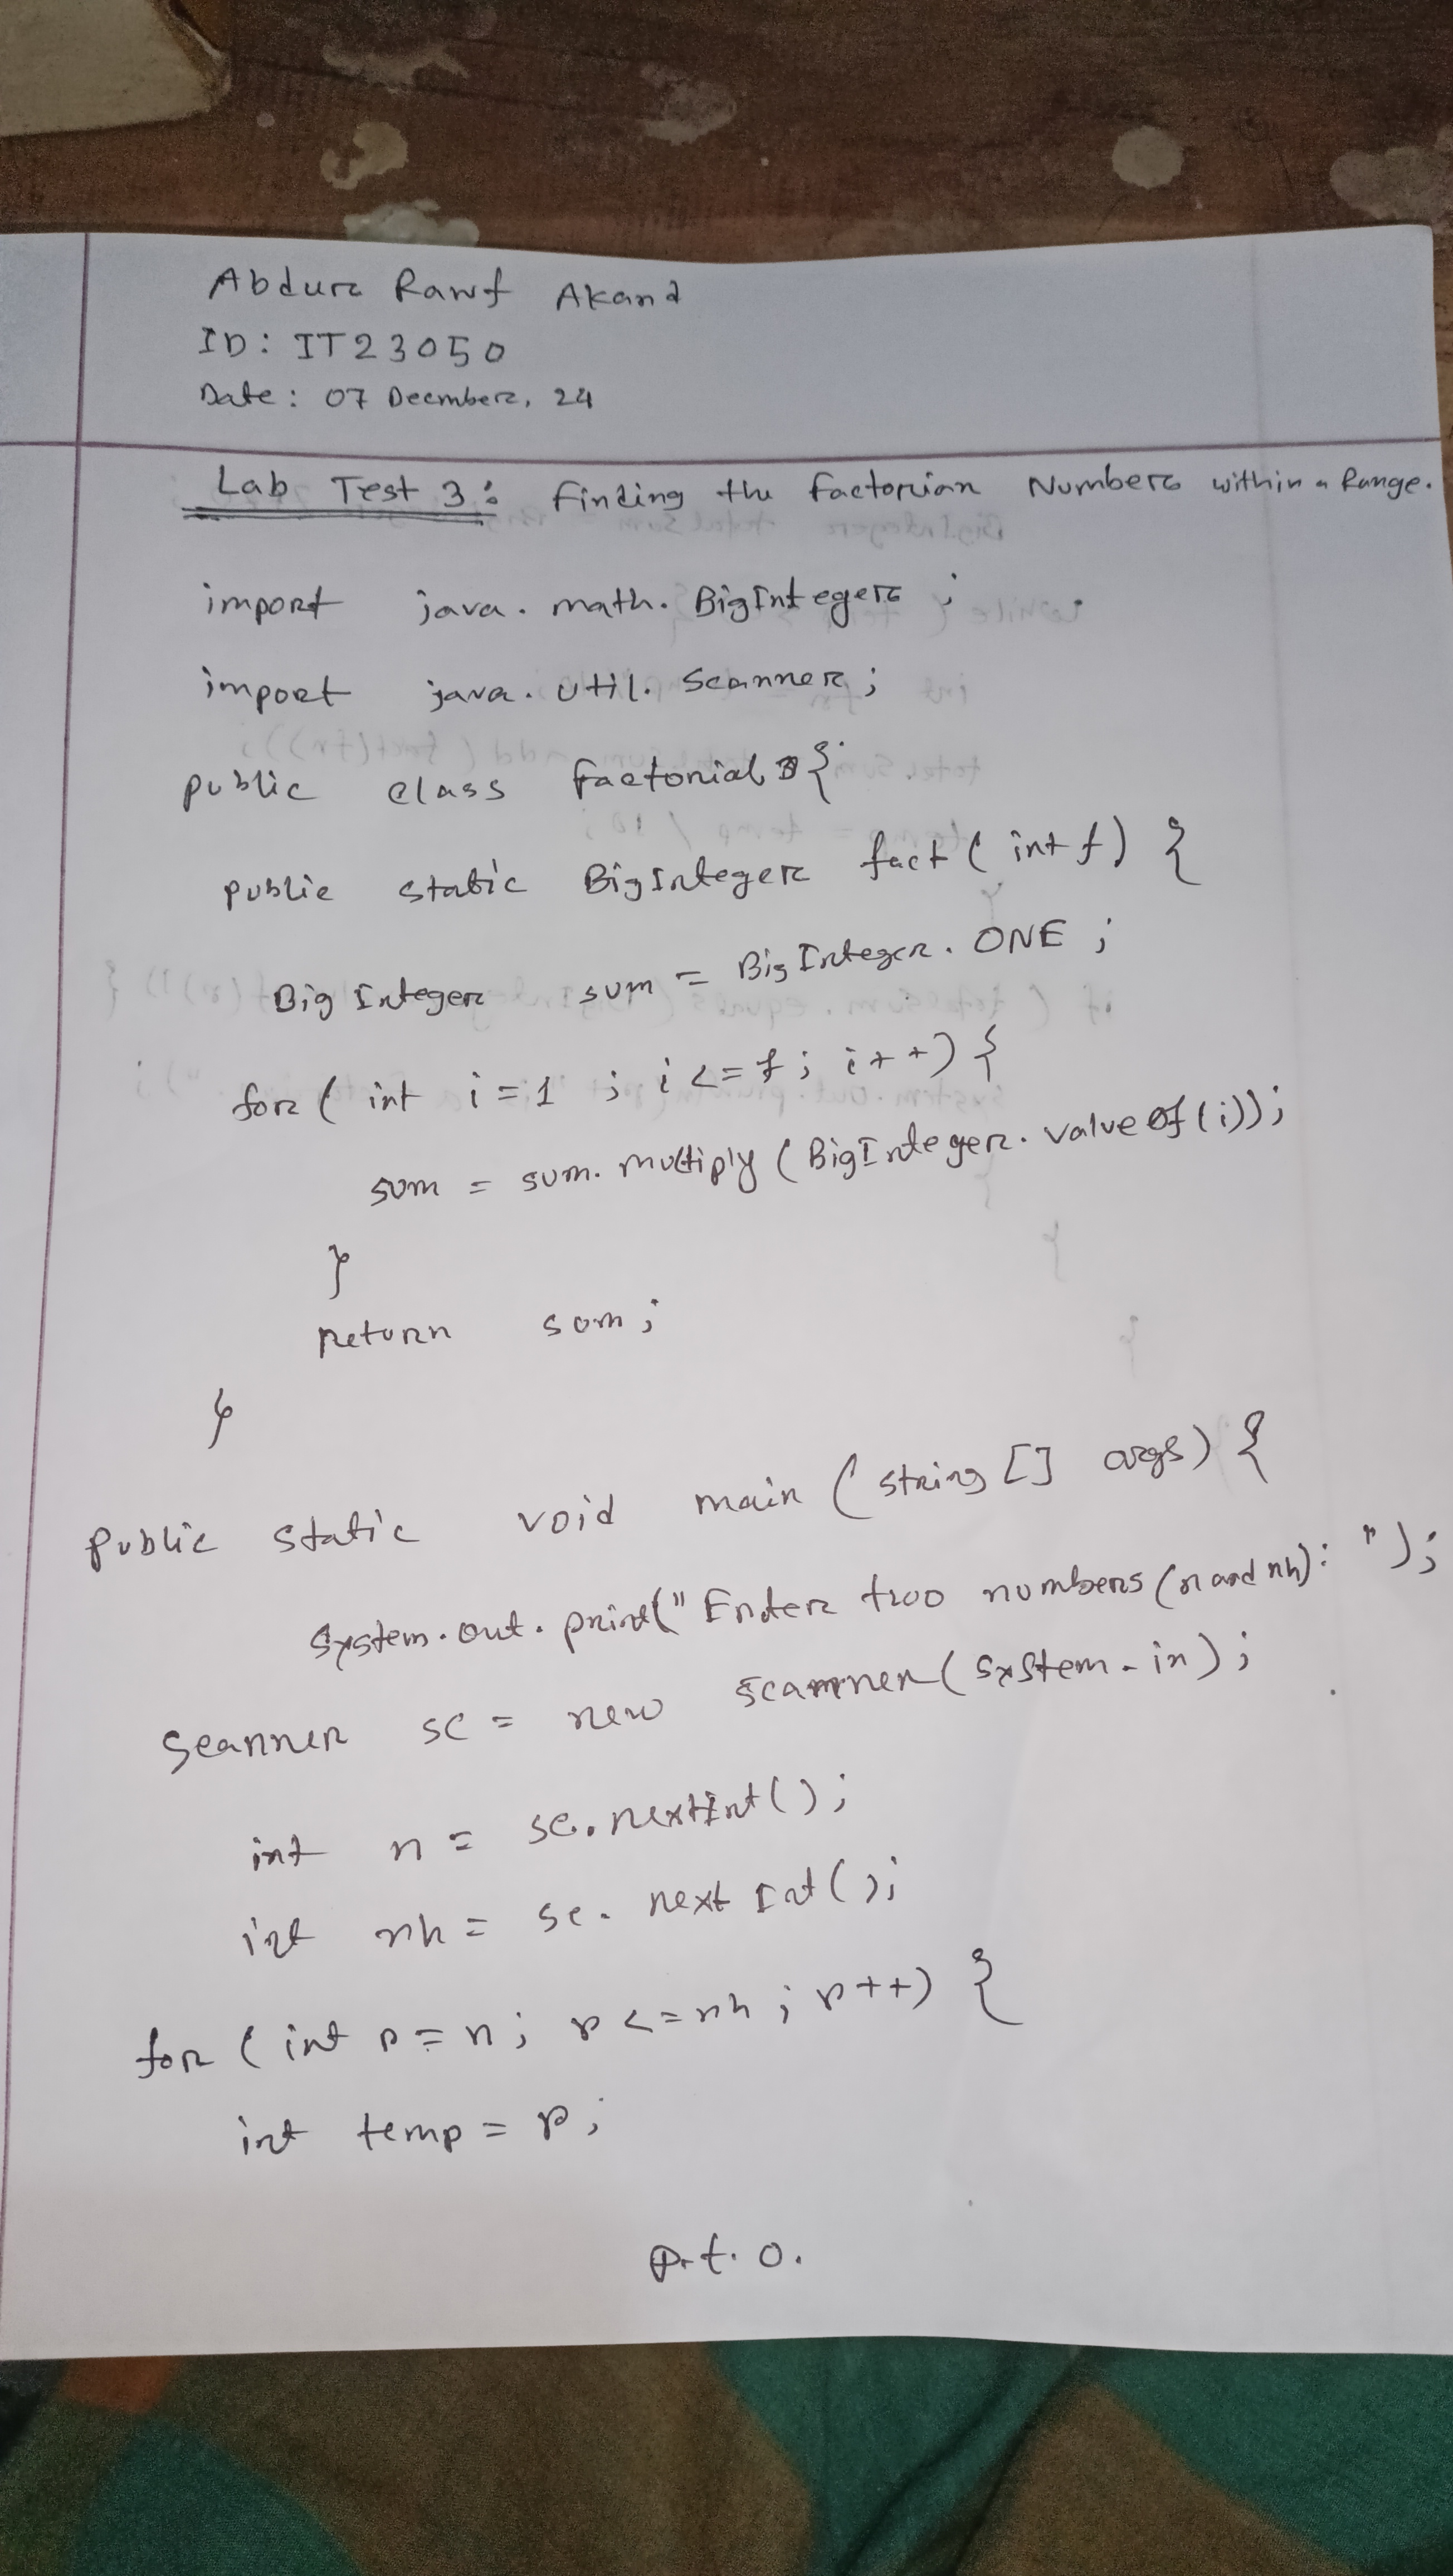 Abdur Rauf Akand
ID: IT23050
Date: 07 Deember, 24
Lab Test 3: Finding the Factorian Numbers within a Range.
import java.math.BigInteger;
import java.util.Scanner;
public class Factorial {
public static BigInteger fact(int f) {
BigInteger sum = BigInteger.ONE;
for (int i=1; i<=f; i++) {
sum = sum.multiply(BigInteger.valueOf(i));
}
return sum;
}
public static void main(string[] args) {
System.out.print("Enter two numbers (n and nh): ");
Scanner sc = new Scanner(System.in);
int n = sc.nextInt();
int nh = sc.nextInt();
for (int p=n; p<=nh; p++) {
int temp = p;
P.t.o.